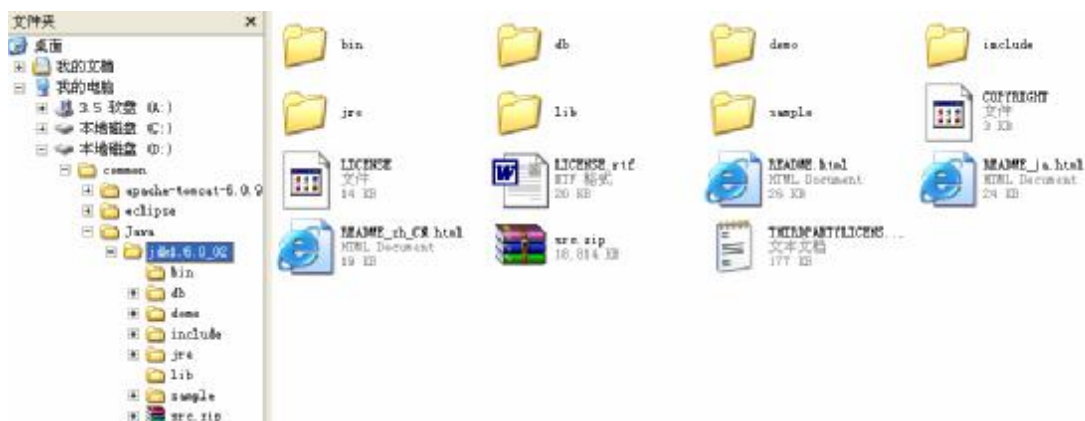 文件夹
桌面
我的文档
我的电脑
3.5 软盘 (A:)
本地磁盘 (C:)
本地磁盘 (D:)
common
apache-tomcat-6.0.9
eclipse
Java
jdk1.6.0_02
bin
db
demo
include
jre
lib
sample
src.zip
bin
db
demo
include
jre
lib
sample
COPYRIGHT
文件
3 KB
LICENSE
文件
14 KB
LICENSE.rtf
RTF 格式
20 KB
README.html
HTML Document
26 KB
README_ja.html
HTML Document
24 KB
README_zh_CN.html
HTML Document
19 KB
src.zip
18,814 KB
THIRDPARTYLICENS...
文本文档
177 KB